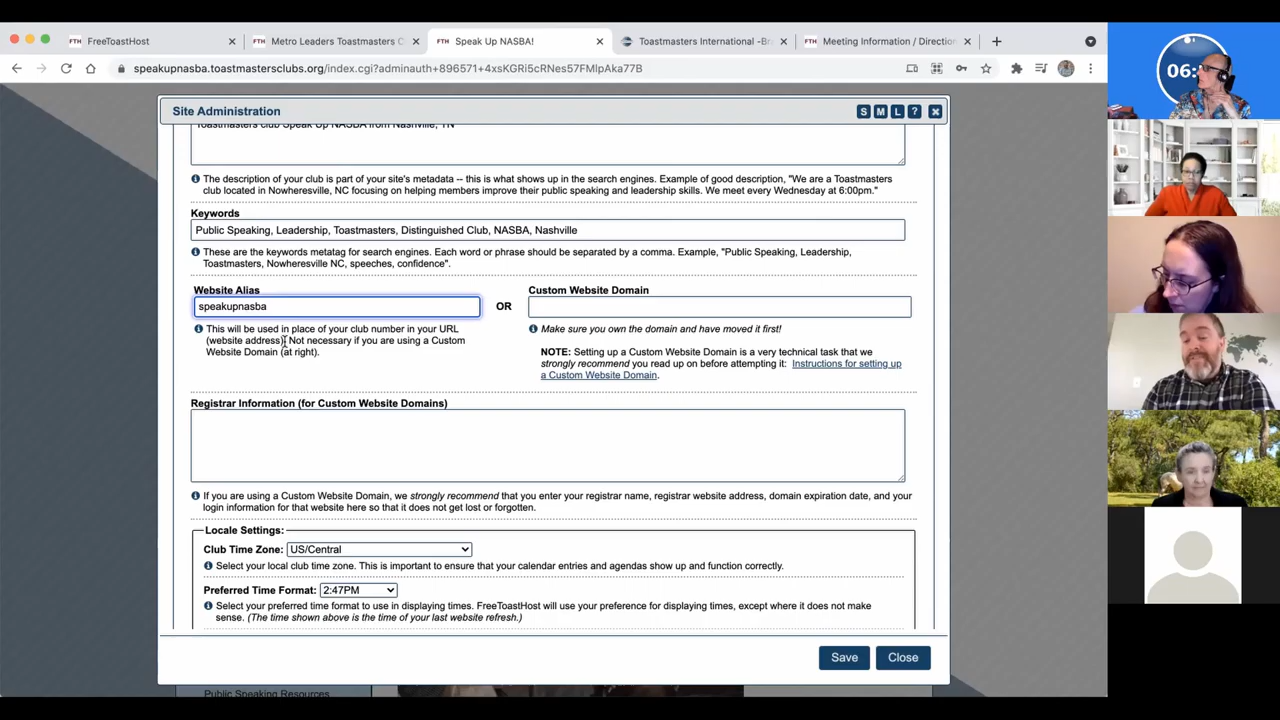 FreeToastHost
Metro Leaders Toastmasters C
Speak Up NASBA!
Toastmasters International -Br
Meeting Information / Direction
speakupnasba.toastmastersclubs.org/index.cgi?adminauth+896571+4xsKGRi5cRNes57FMlpAka77B
Site Administration
S M L ?
Toastmasters Club Speak Up NASBA from Nashville, TN
The description of your club is part of your site's metadata -- this is what shows up in the search engines. Example of good description, "We are a Toastmasters
club located in Nowheresville, NC focusing on helping members improve their public speaking and leadership skills. We meet every Wednesday at 6:00pm."
Keywords
Public Speaking, Leadership, Toastmasters, Distinguished Club, NASBA, Nashville
These are the keywords metatag for search engines. Each word or phrase should be separated by a comma. Example, "Public Speaking, Leadership,
Toastmasters, Nowheresville NC, speeches, confidence".
Website Alias
speakupnasba
This will be used in place of your club number in your URL
(website address). Not necessary if you are using a Custom
Website Domain (at right).
OR
Custom Website Domain
Make sure you own the domain and have moved it first!
NOTE: Setting up a Custom Website Domain is a very technical task that we
strongly recommend you read up on before attempting it: Instructions for setting up
a Custom Website Domain.
Registrar Information (for Custom Website Domains)
If you are using a Custom Website Domain, we strongly recommend that you enter your registrar name, registrar website address, domain expiration date, and your
login information for that website here so that it does not get lost or forgotten.
Locale Settings:
Club Time Zone: US/Central
Select your local club time zone. This is important to ensure that your calendar entries and agendas show up and function correctly.
Preferred Time Format: 2:47PM
Select your preferred time format to use in displaying times. FreeToastHost will use your preference for displaying times, except where it does not make
sense. (The time shown above is the time of your last website refresh.)
Save
Close
Public Speaking Resources
06: